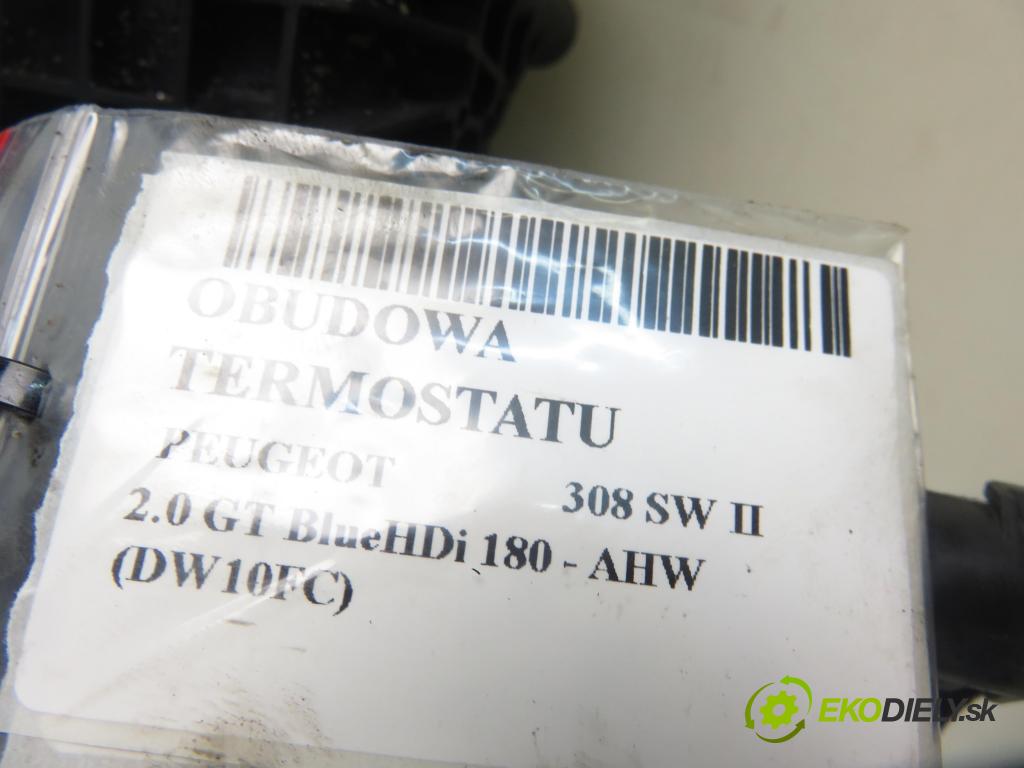 OBUDOWA
TERMOSTATU
PEUGEOT 308 SW II
2.0 GT BlueHDi 180 - AHW
(DW10FC)
EKODIELY.sk